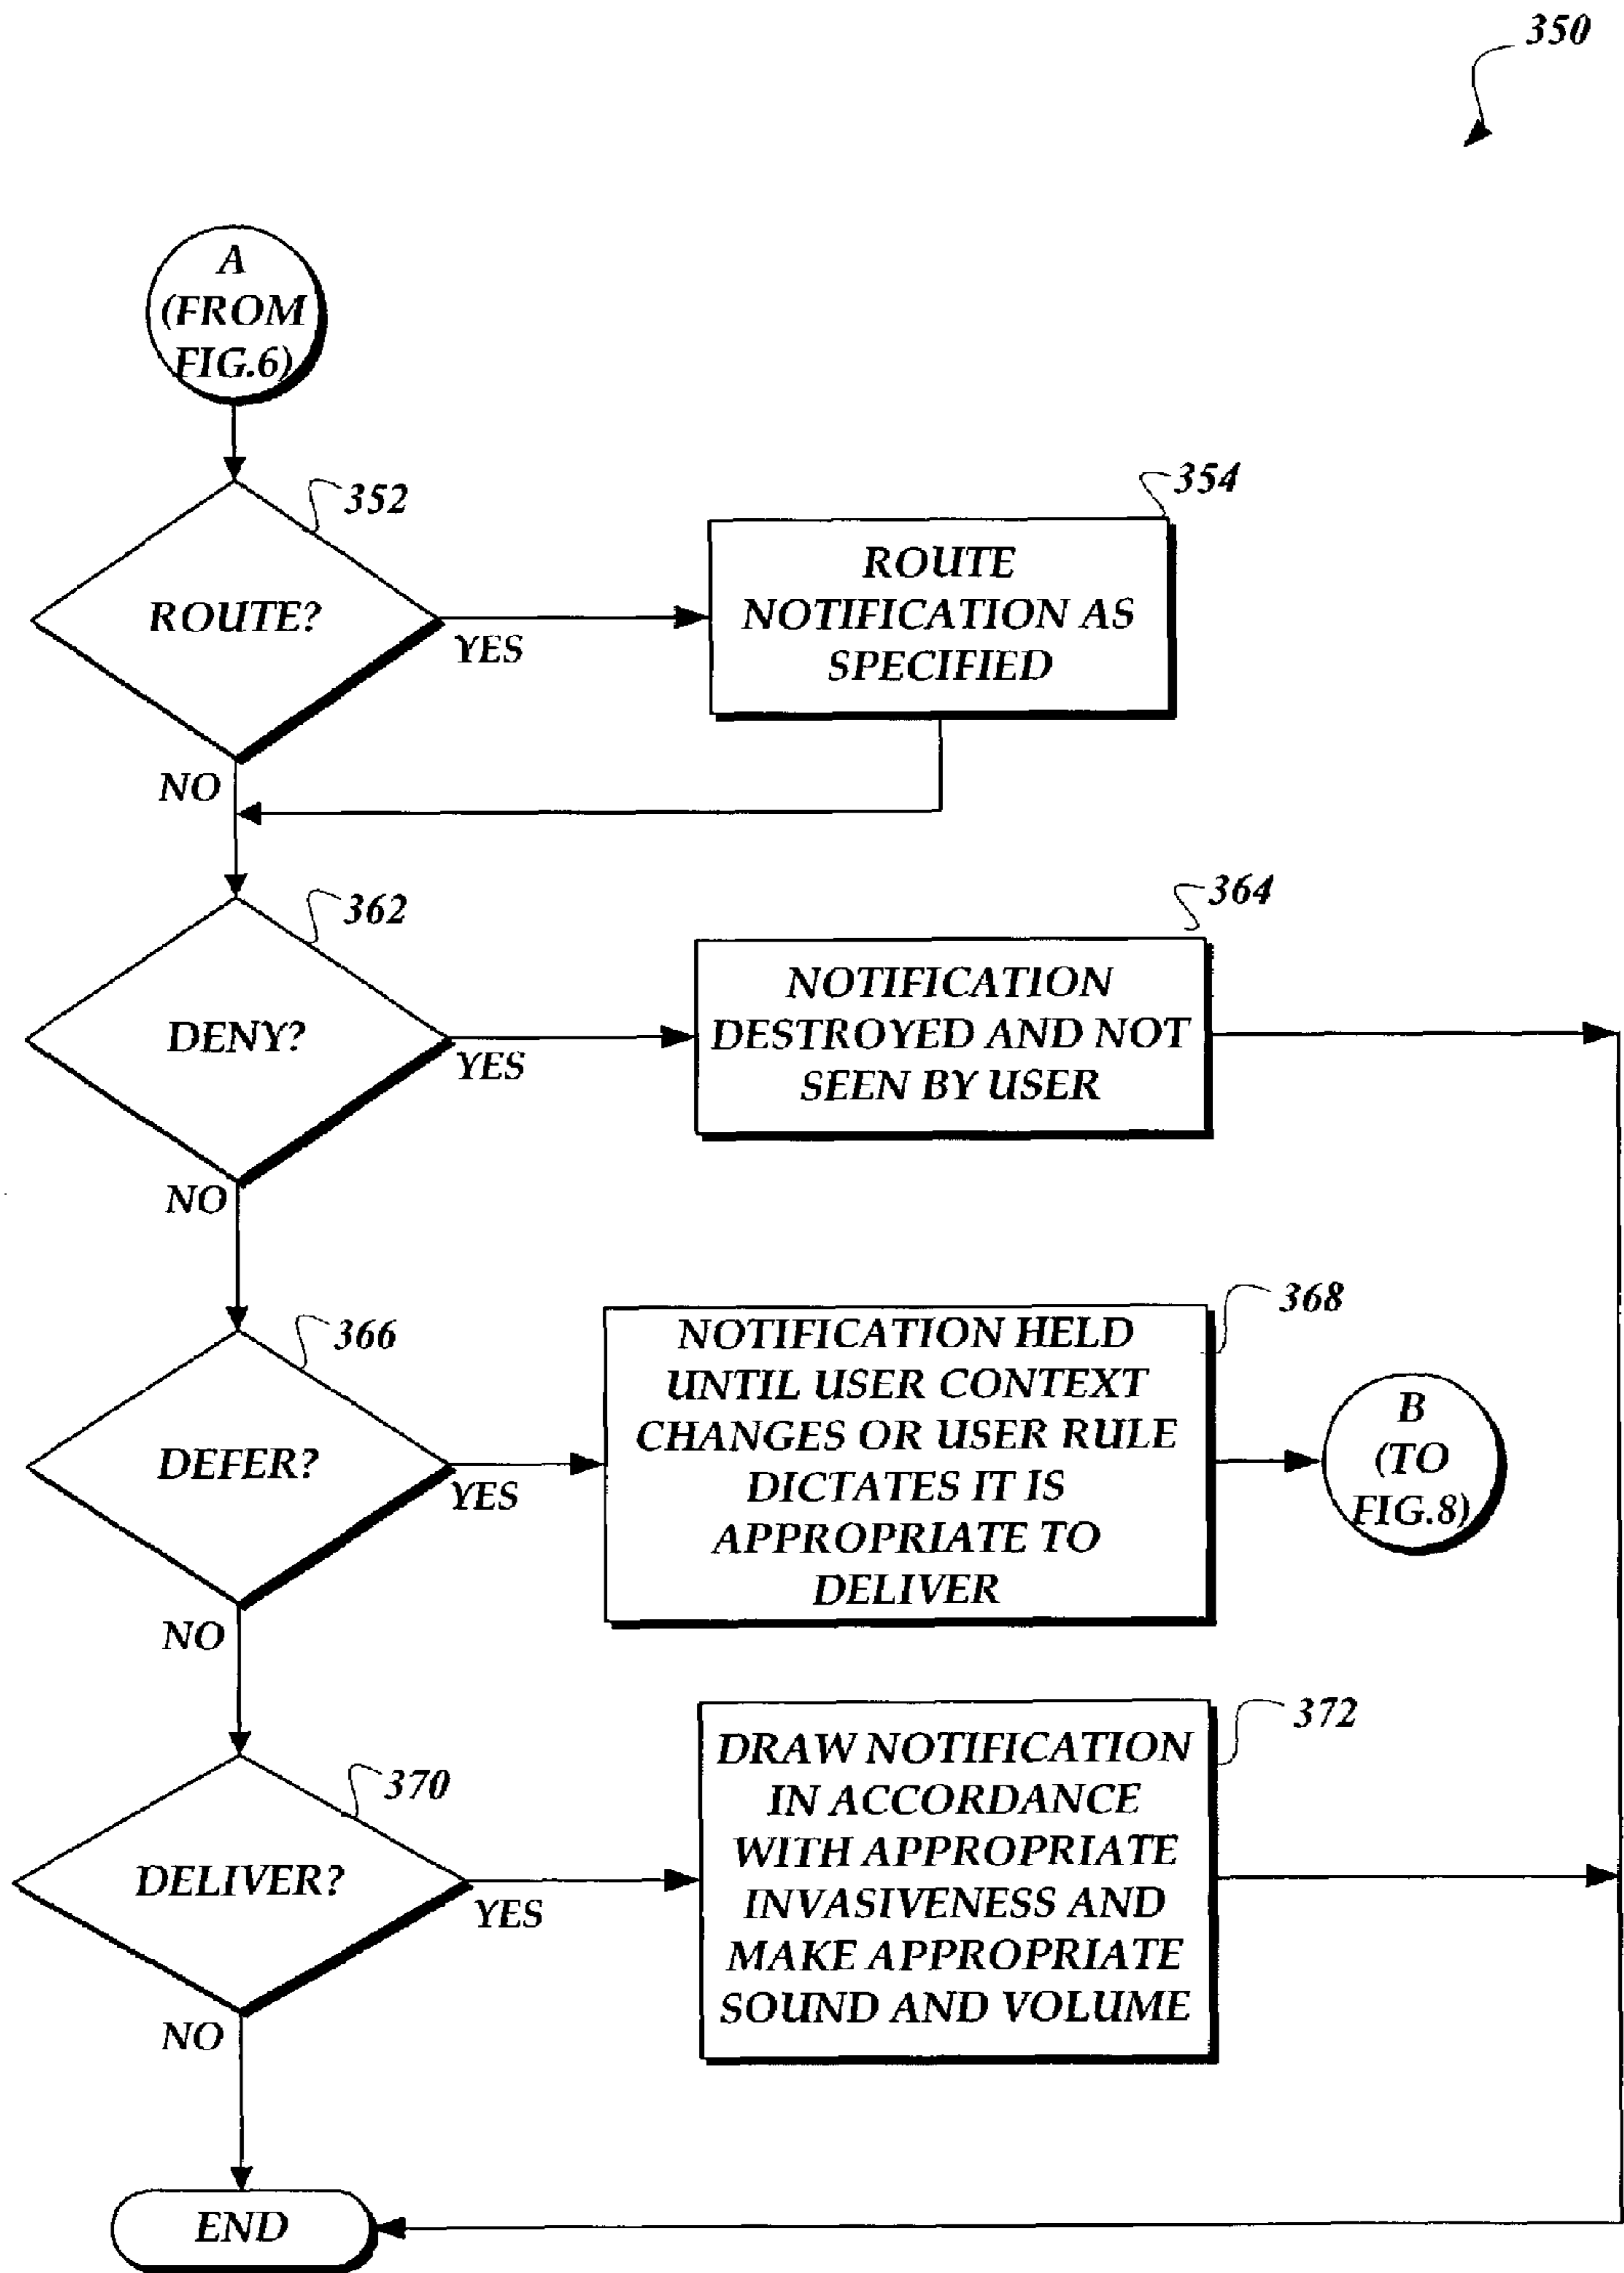 350
A
(FROM
FIG.6)
352
ROUTE?
YES
NO
354
ROUTE
NOTIFICATION AS
SPECIFIED
362
DENY?
YES
NO
364
NOTIFICATION
DESTROYED AND NOT
SEEN BY USER
366
DEFER?
YES
NO
368
NOTIFICATION HELD
UNTIL USER CONTEXT
CHANGES OR USER RULE
DICTATES IT IS
APPROPRIATE TO
DELIVER
B
(TO
FIG.8)
370
DELIVER?
YES
NO
372
DRAW NOTIFICATION
IN ACCORDANCE
WITH APPROPRIATE
INVASIVENESS AND
MAKE APPROPRIATE
SOUND AND VOLUME
END